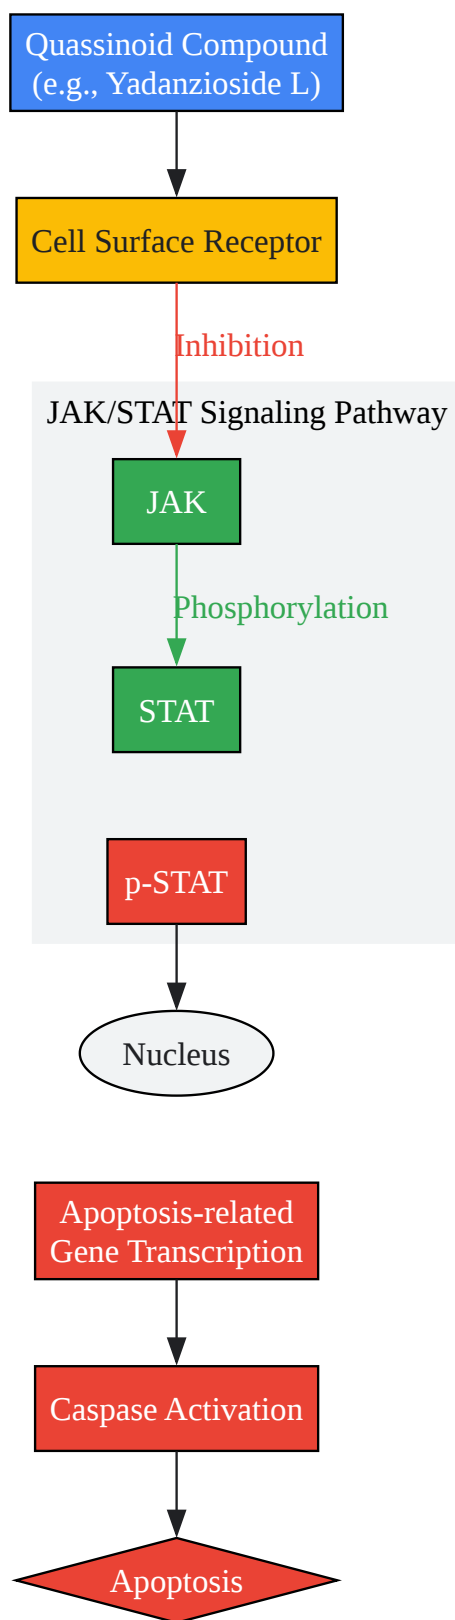 Quassinoid Compound
(e.g., Yadanzioside L)
Cell Surface Receptor
Inhibition
JAK/STAT Signaling Pathway
JAK
Phosphorylation
STAT
p-STAT
Nucleus
Apoptosis-related
Gene Transcription
Caspase Activation
Apoptosis